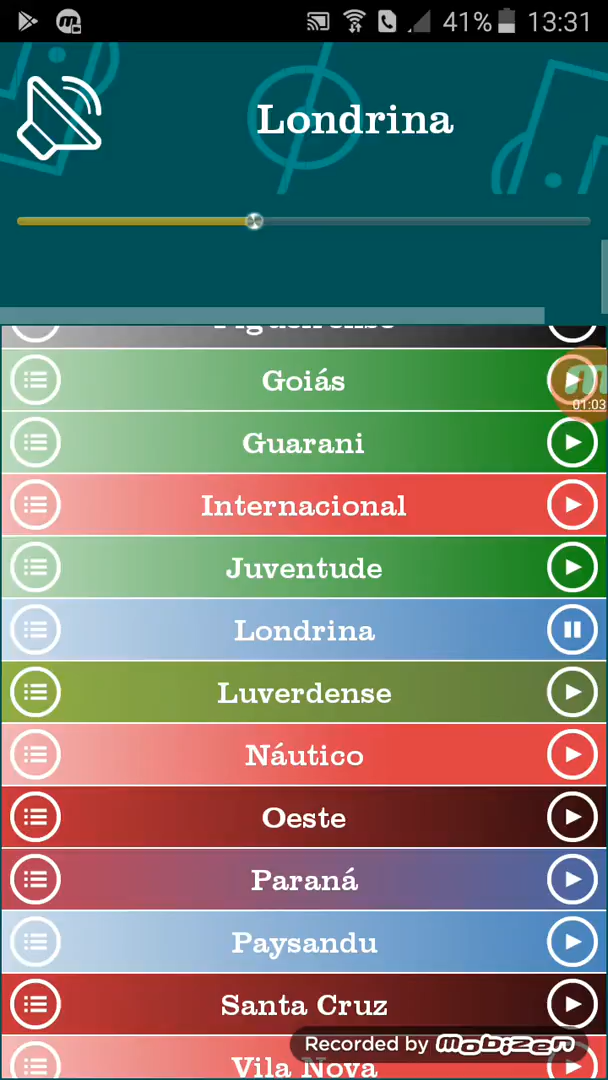 41% 13:31
Londrina
Figueirense
Goiás
01:03
Guarani
Internacional
Juventude
Londrina
Luverdense
Náutico
Oeste
Paraná
Paysandu
Santa Cruz
Recorded by mobizen
Vila Nova